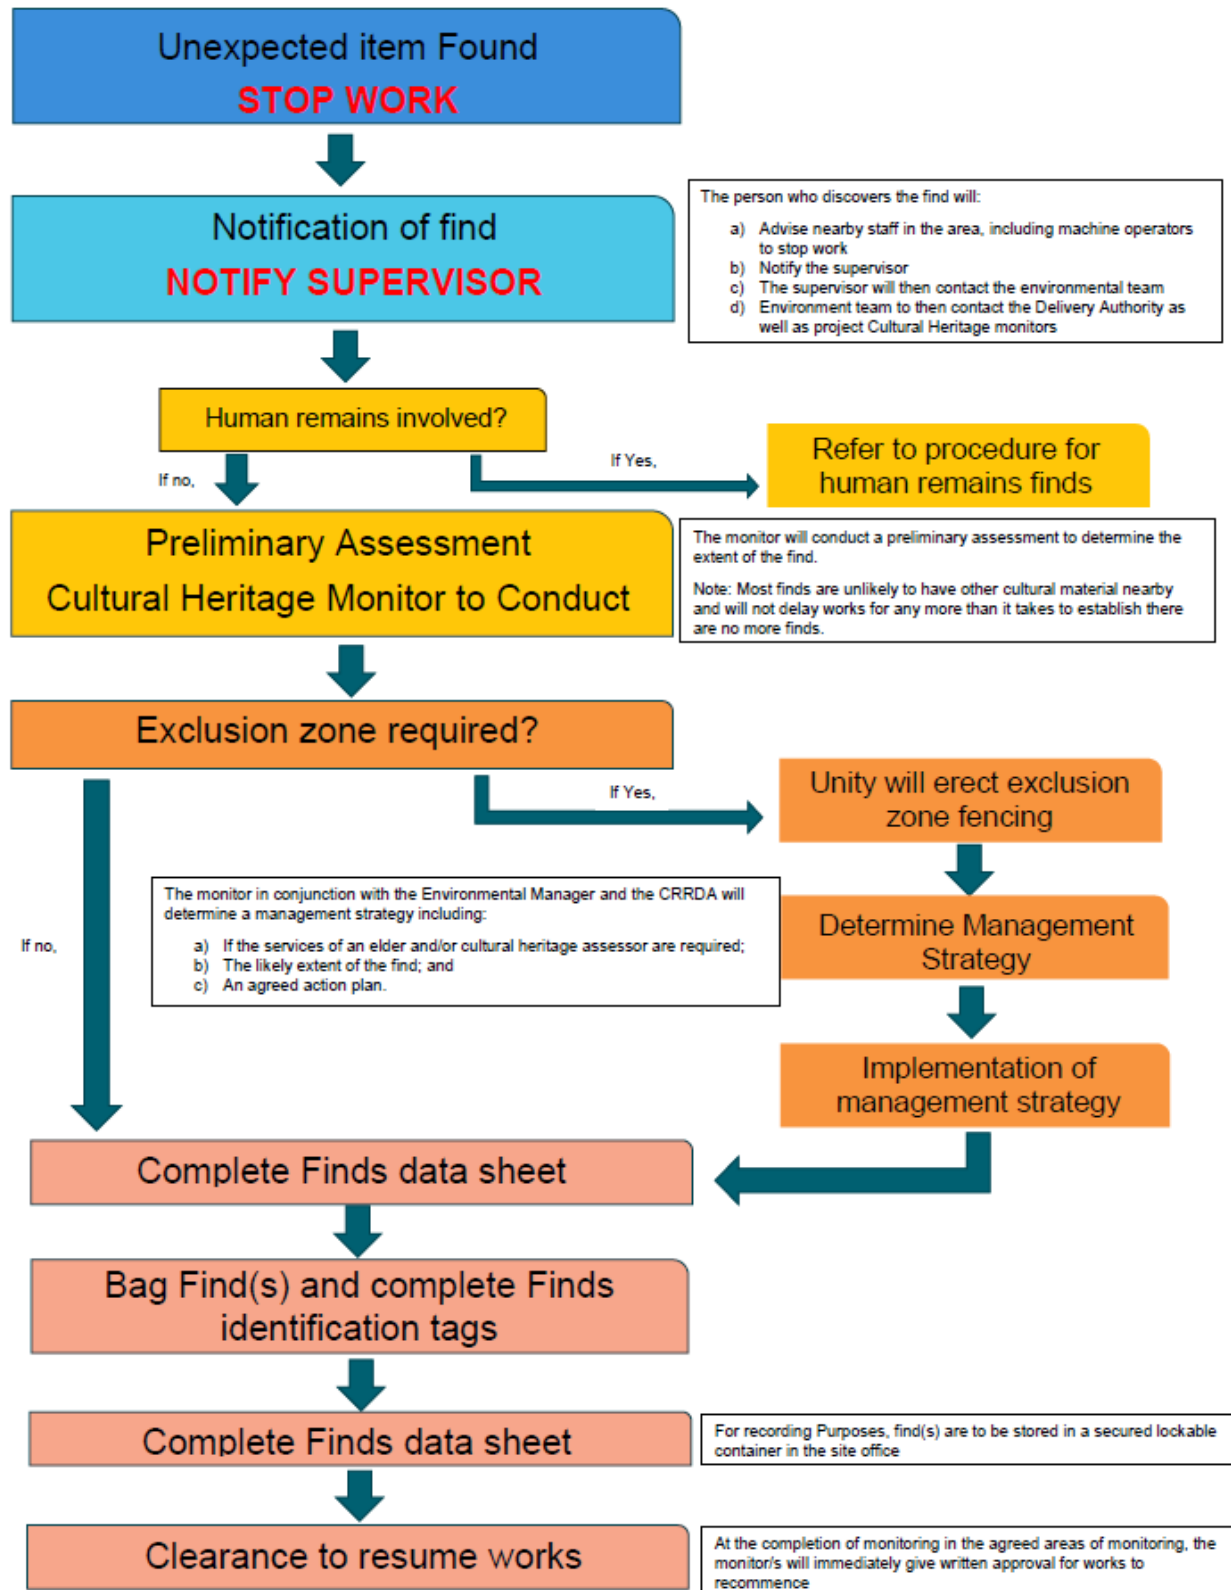 Unexpected item Found
STOP WORK
Notification of find
NOTIFY SUPERVISOR
The person who discovers the find will:
a) Advise nearby staff in the area, including machine operators
to stop work
b) Notify the supervisor
c) The supervisor will then contact the environmental team
d) Environment team to then contact the Delivery Authority as
well as project Cultural Heritage monitors
Human remains involved?
If no,
If Yes,
Refer to procedure for
human remains finds
Preliminary Assessment
Cultural Heritage Monitor to Conduct
The monitor will conduct a preliminary assessment to determine the
extent of the find.
Note: Most finds are unlikely to have other cultural material nearby
and will not delay works for any more than it takes to establish there
are no more finds.
Exclusion zone required?
If Yes,
Unity will erect exclusion
zone fencing
The monitor in conjunction with the Environmental Manager and the CRRDA will
determine a management strategy including:
a) If the services of an elder and/or cultural heritage assessor are required;
b) The likely extent of the find; and
c) An agreed action plan.
If no,
Determine Management
Strategy
Implementation of
management strategy
Complete Finds data sheet
Bag Find(s) and complete Finds
identification tags
Complete Finds data sheet
For recording Purposes, find(s) are to be stored in a secured lockable
container in the site office
Clearance to resume works
At the completion of monitoring in the agreed areas of monitoring, the
monitor/s will immediately give written approval for works to
recommence